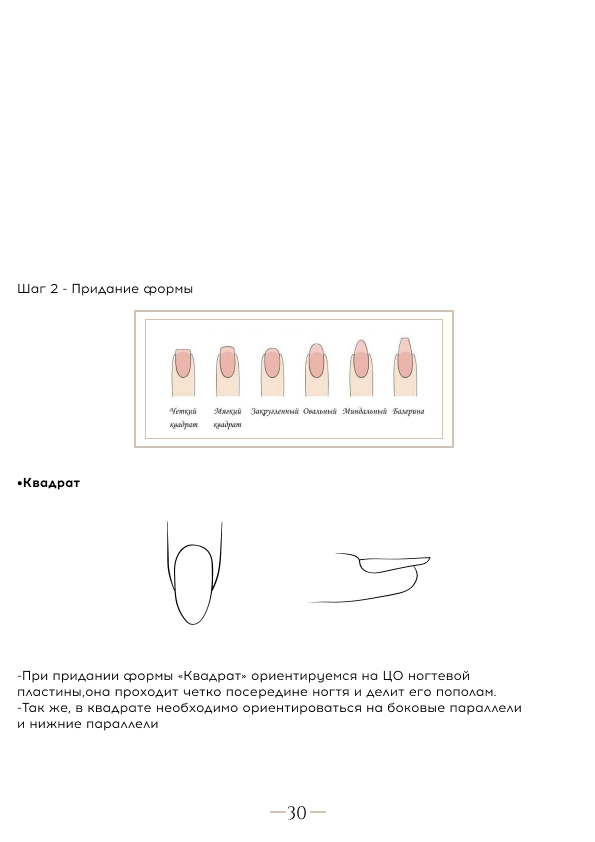 Шаг 2 - Придание формы
Четкий квадрат
Мягкий квадрат
Закругленный
Овальный
Миндальный
Балерина
•Квадрат
-При придании формы «Квадрат» ориентируемся на ЦО ногтевой
пластины,она проходит четко посередине ногтя и делит его пополам.
-Так же, в квадрате необходимо ориентироваться на боковые параллели
и нижние параллели
30